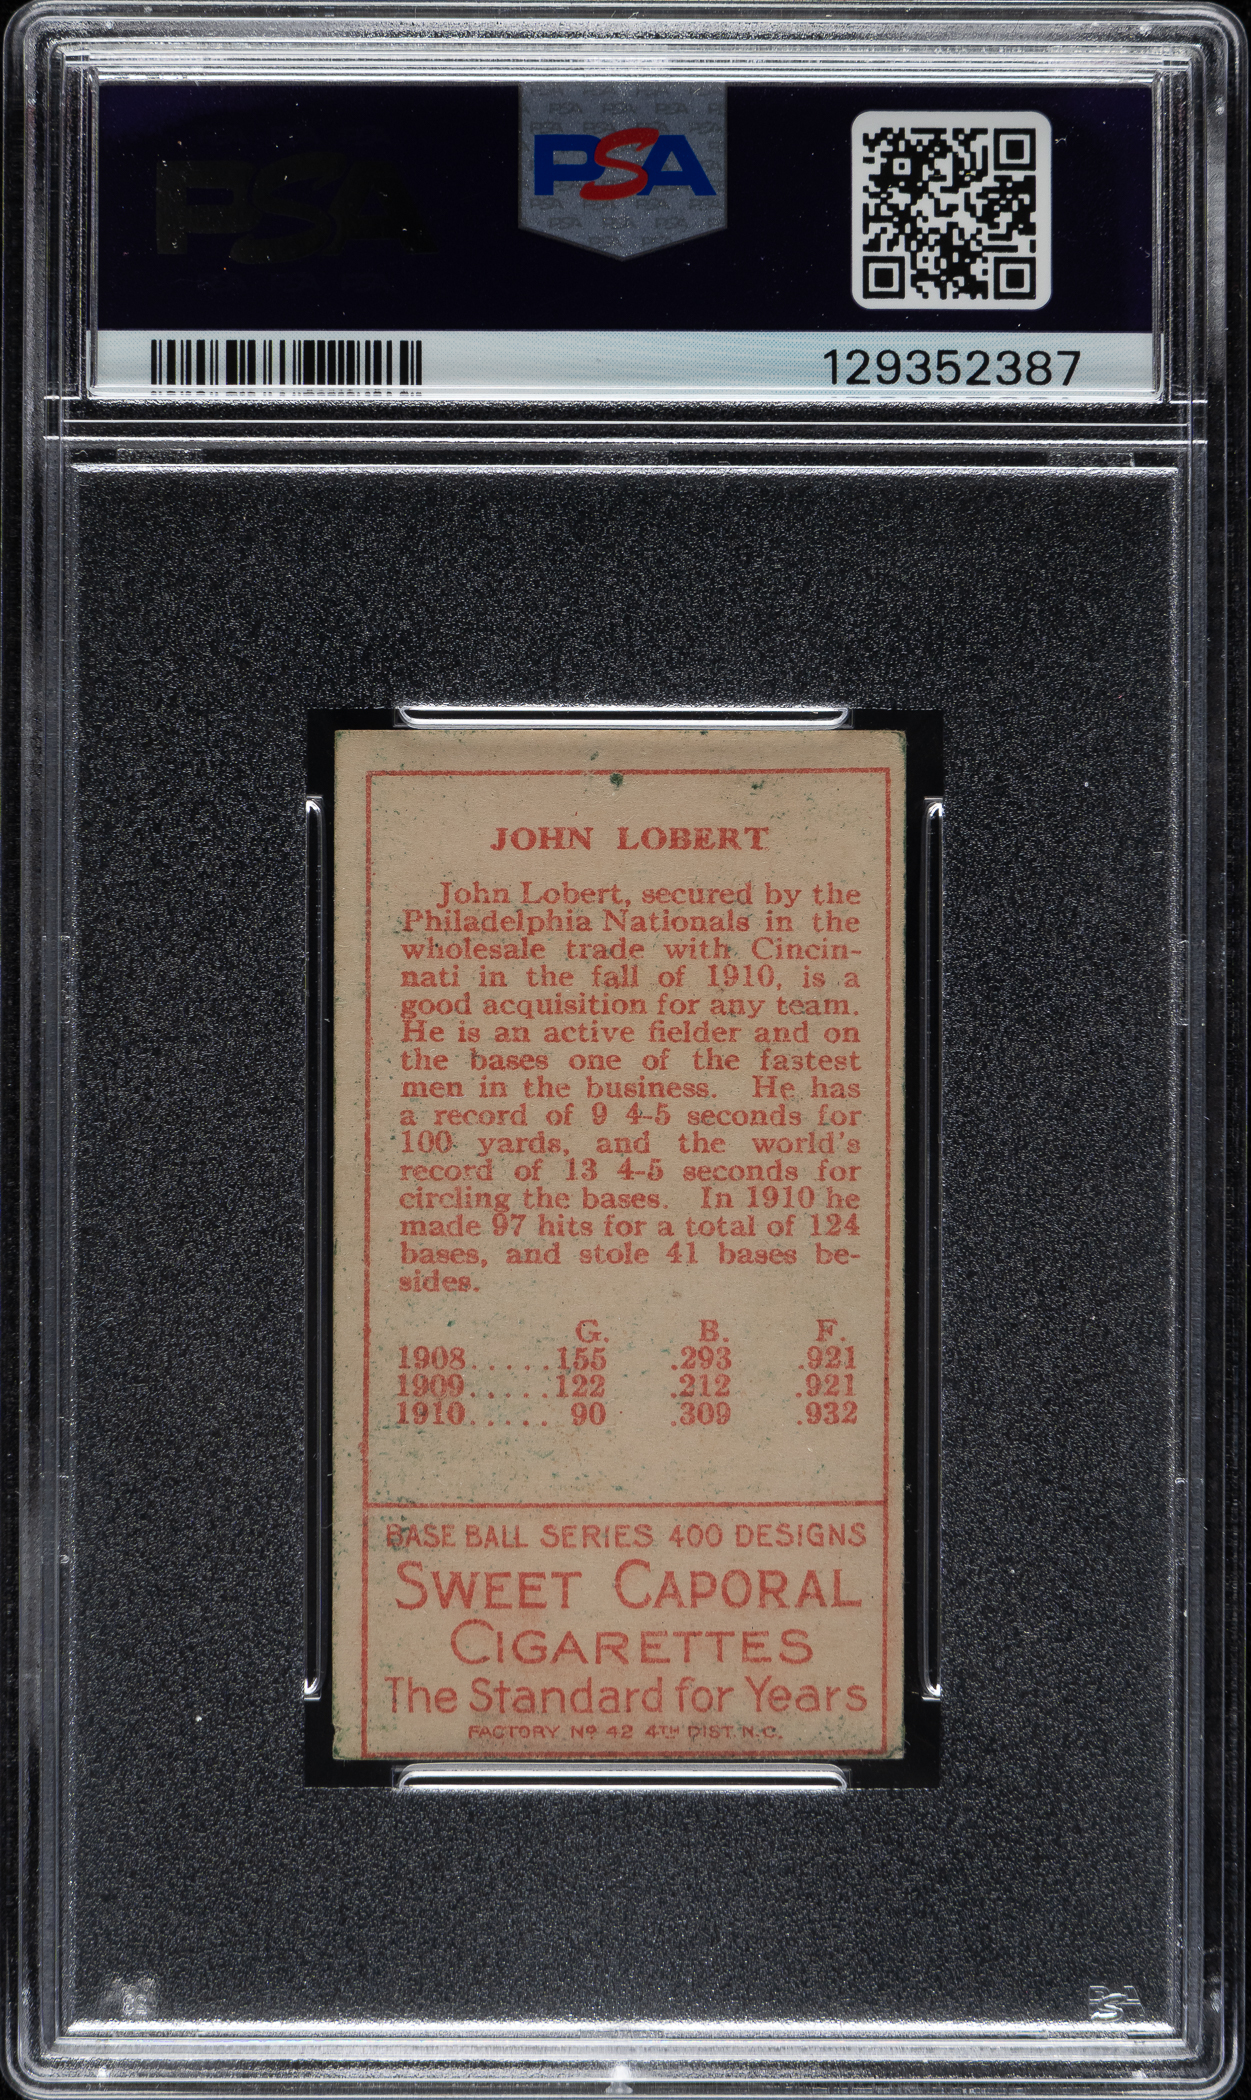 PSA
PSA
129352387
JOHN LOBERT
John Lobert, secured by the
Philadelphia Nationals in the
wholesale trade with Cincin-
nati in the fall of 1910, is a
good acquisition for any team.
He is an active fielder and on
the bases one of the fastest
men in the business. He has
a record of 9 4-5 seconds for
100 yards, and the world's
record of 13 4-5 seconds for
circling the bases. In 1910 he
made 97 hits for a total of 124
bases, and stole 41 bases be-
sides.
G. B. F.
1908.....155 .293 .921
1909.....122 .212 .921
1910..... 90 .309 .932
BASE BALL SERIES 400 DESIGNS
SWEET CAPORAL
CIGARETTES
The Standard for Years
FACTORY No 42 4TH DIST. N.C.
PSA